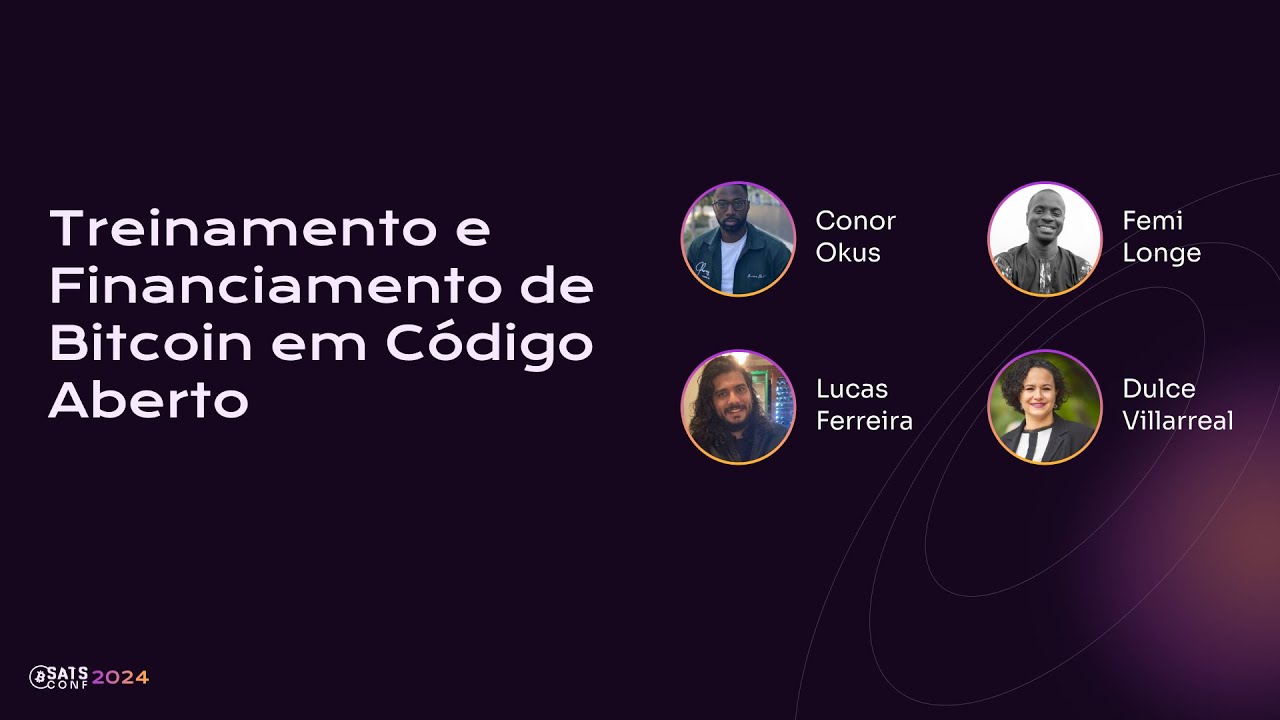 Treinamento e
Financiamento de
Bitcoin em Código
Aberto
Conor
Okus
Femi
Longe
Lucas
Ferreira
Dulce
Villarreal
SATS
CONF 2024